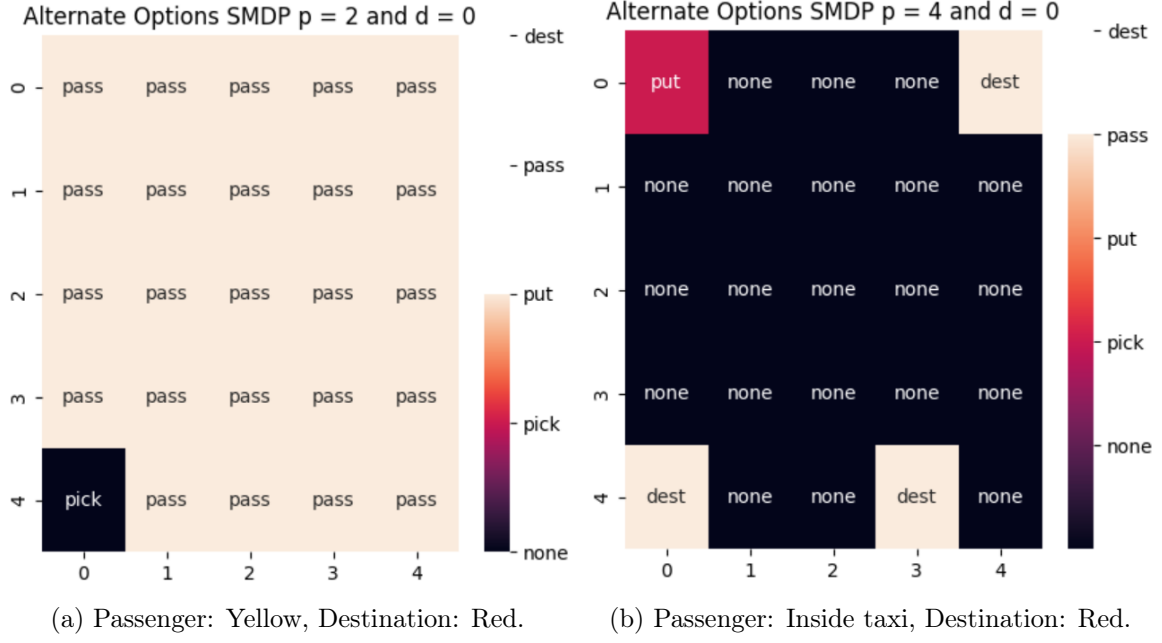 Alternate Options SMDP p = 2 and d = 0
dest
0 pass pass pass pass pass
1 pass pass pass pass pass
pass
2 pass pass pass pass pass
put
3 pass pass pass pass pass
pick
4 pick pass pass pass pass
none
0 1 2 3 4
(a) Passenger: Yellow, Destination: Red.
Alternate Options SMDP p = 4 and d = 0
dest
0 put none none none dest
pass
1 none none none none none
put
2 none none none none none
pick
3 none none none none none
none
4 dest none none dest none
0 1 2 3 4
(b) Passenger: Inside taxi, Destination: Red.